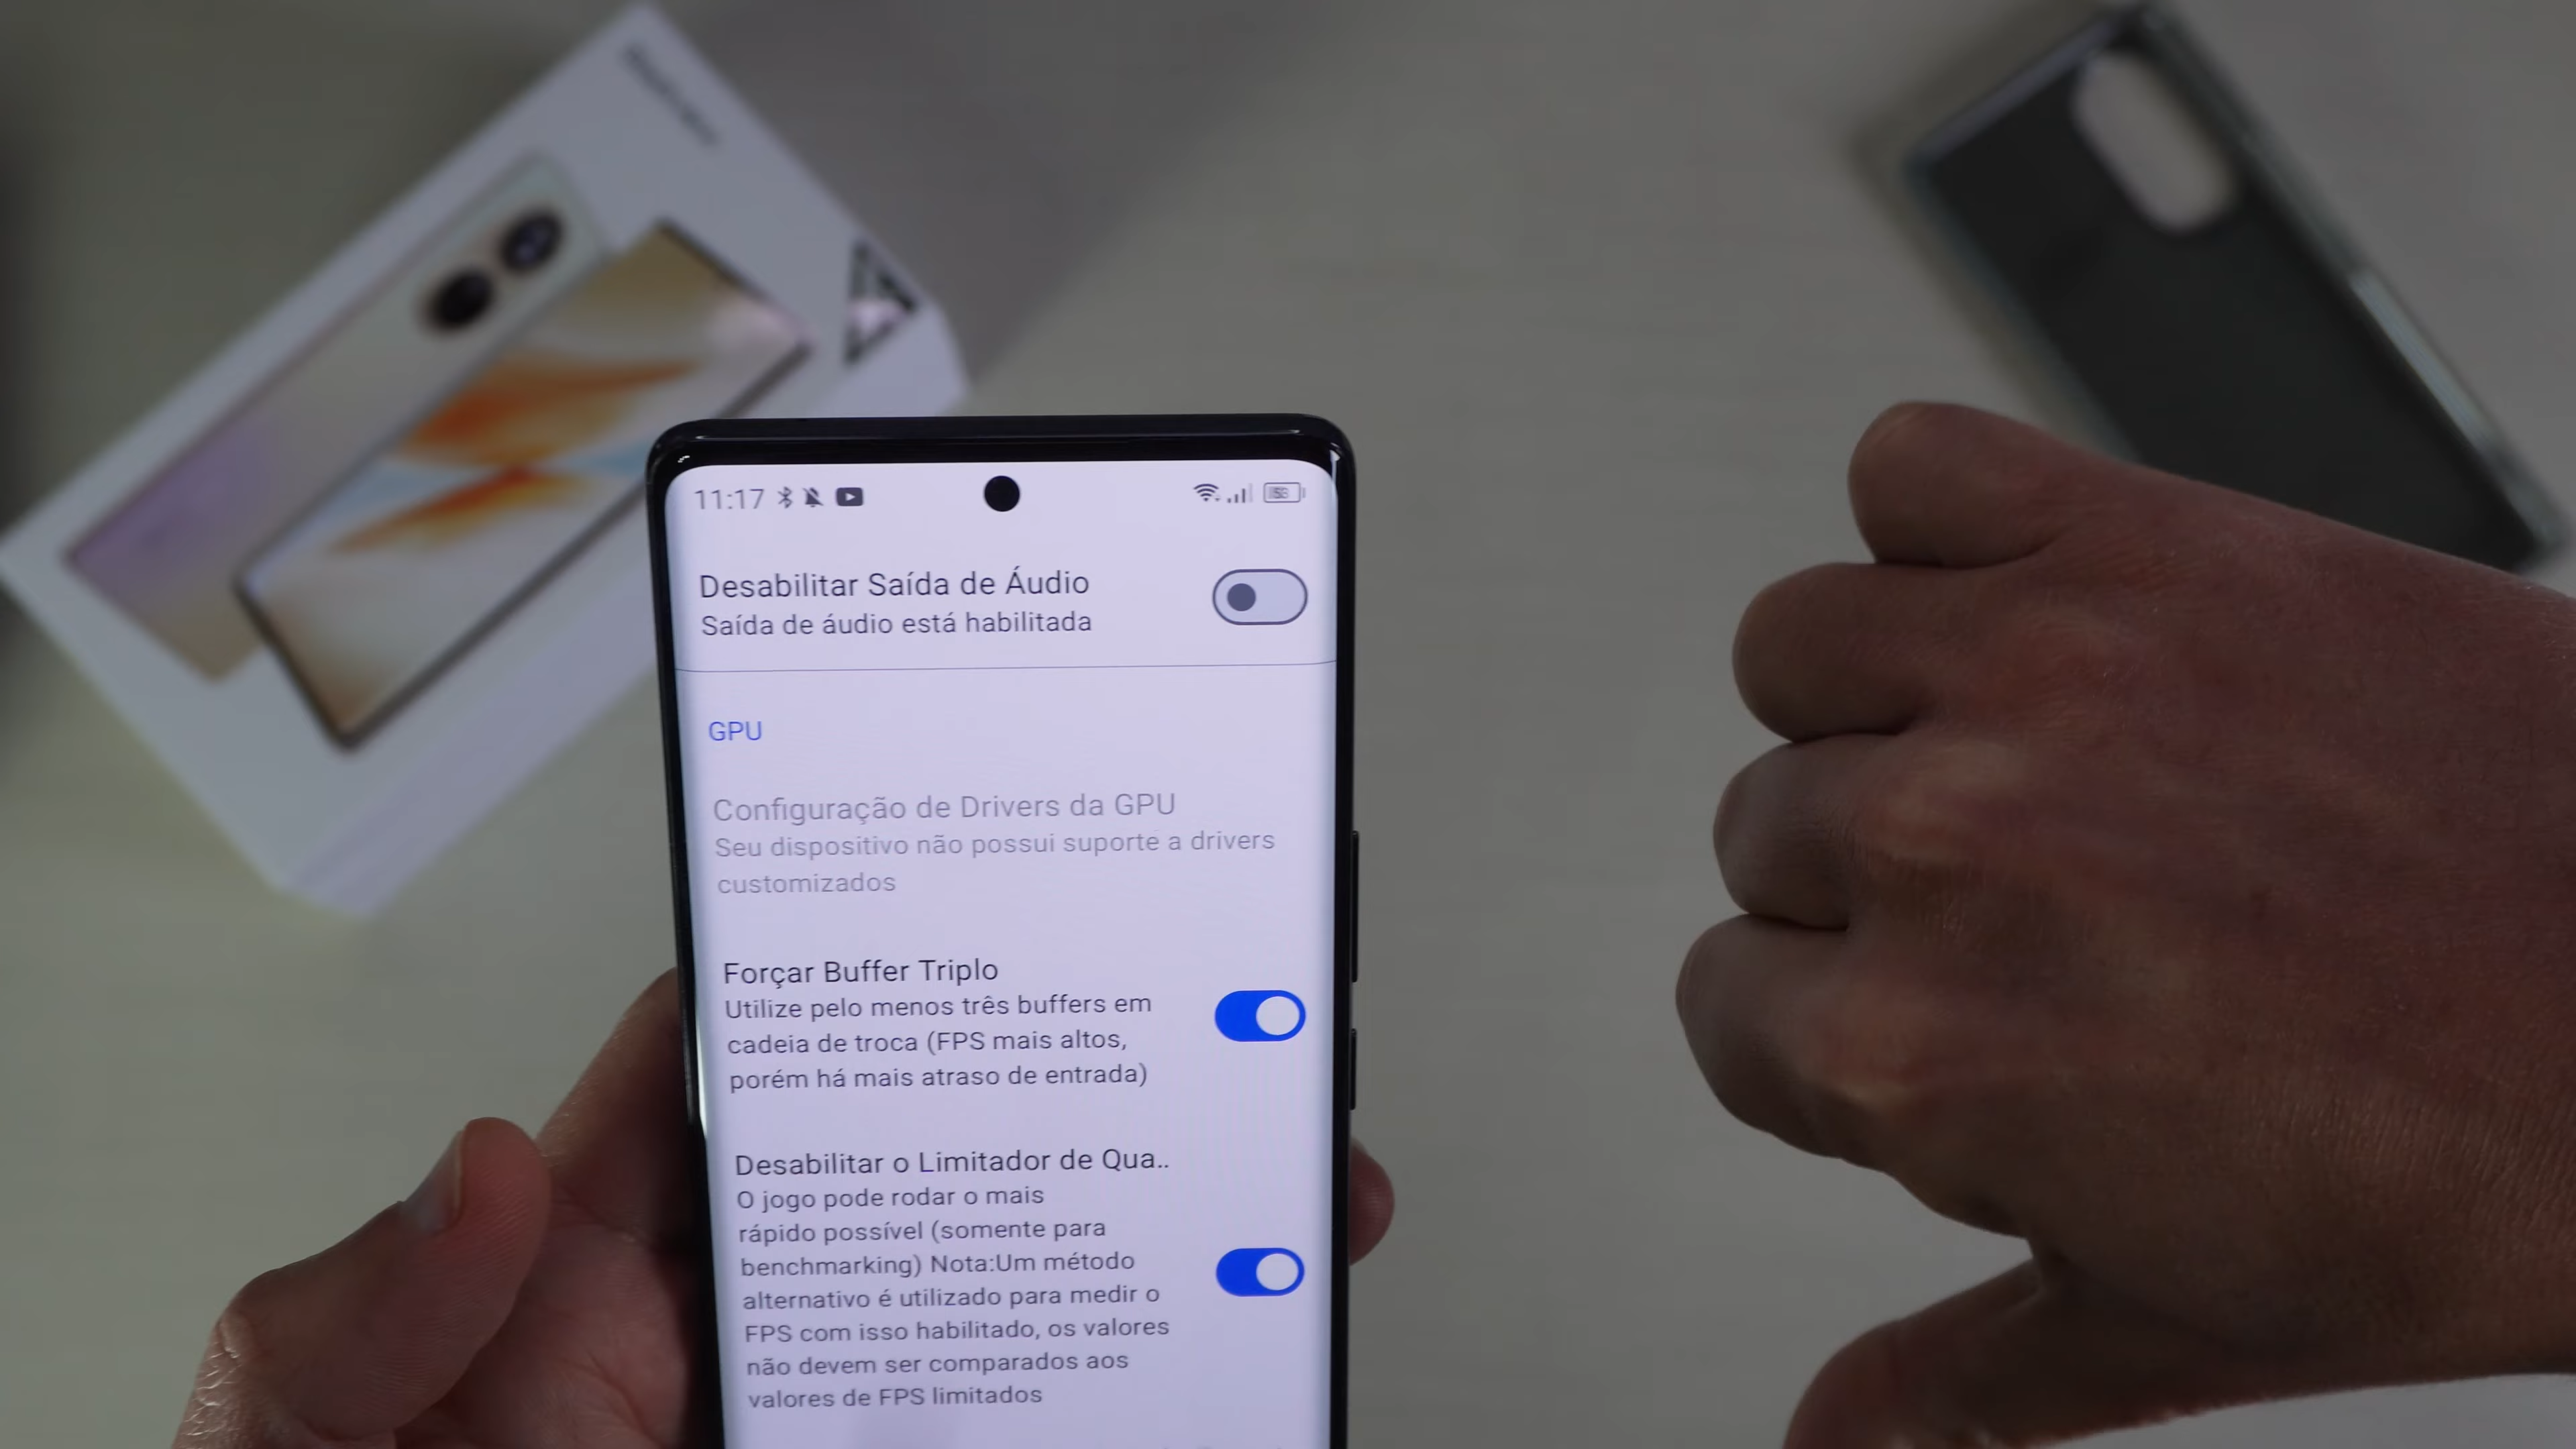 11:17
53
Desabilitar Saída de Áudio
Saída de áudio está habilitada
GPU
Configuração de Drivers da GPU
Seu dispositivo não possui suporte a drivers
customizados
Forçar Buffer Triplo
Utilize pelo menos três buffers em
cadeia de troca (FPS mais altos,
porém há mais atraso de entrada)
Desabilitar o Limitador de Qua..
O jogo pode rodar o mais
rápido possível (somente para
benchmarking) Nota:Um método
alternativo é utilizado para medir o
FPS com isso habilitado, os valores
não devem ser comparados aos
valores de FPS limitados